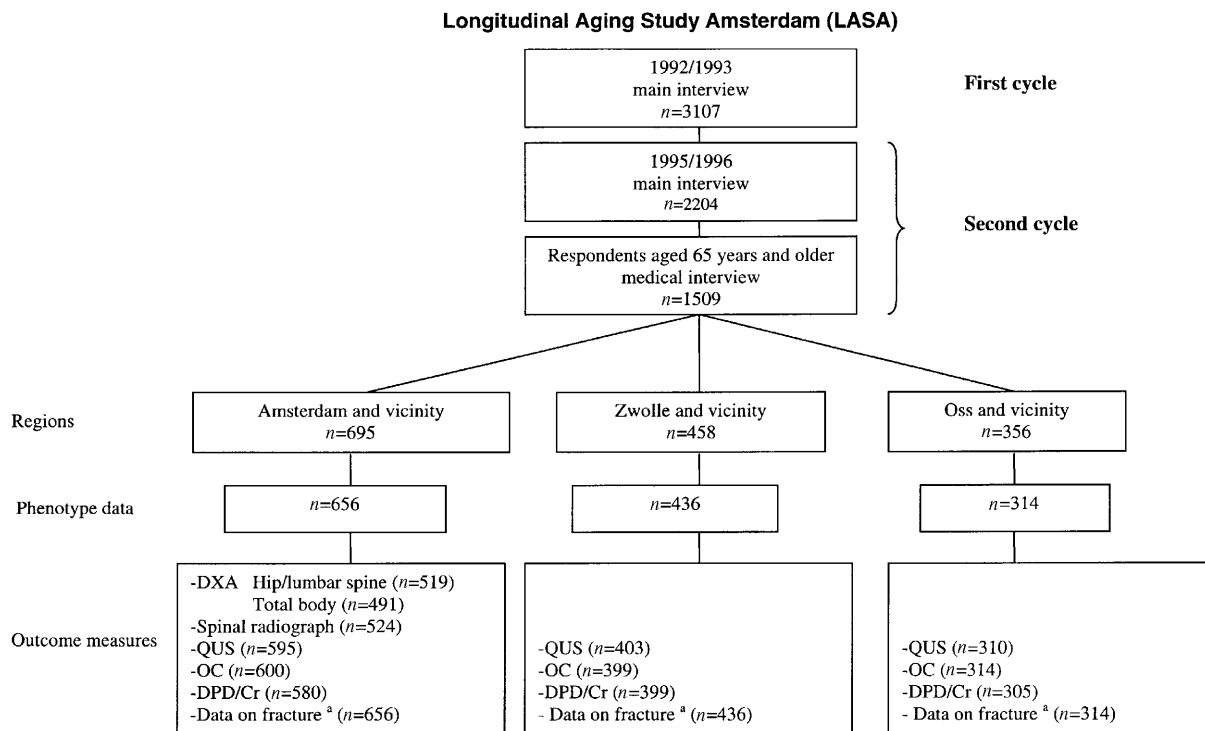 Longitudinal Aging Study Amsterdam (LASA)
1992/1993
main interview
n=3107
First cycle
1995/1996
main interview
n=2204
Second cycle
Respondents aged 65 years and older
medical interview
n=1509
Regions
Amsterdam and vicinity
n=695
Zwolle and vicinity
n=458
Oss and vicinity
n=356
Phenotype data
n=656
n=436
n=314
Outcome measures
-DXA Hip/lumbar spine (n=519)
Total body (n=491)
-Spinal radiograph (n=524)
-QUS (n=595)
-OC (n=600)
-DPD/Cr (n=580)
-Data on fracture a (n=656)
-QUS (n=403)
-OC (n=399)
-DPD/Cr (n=399)
- Data on fracture a (n=436)
-QUS (n=310)
-OC (n=314)
-DPD/Cr (n=305)
- Data on fracture a (n=314)